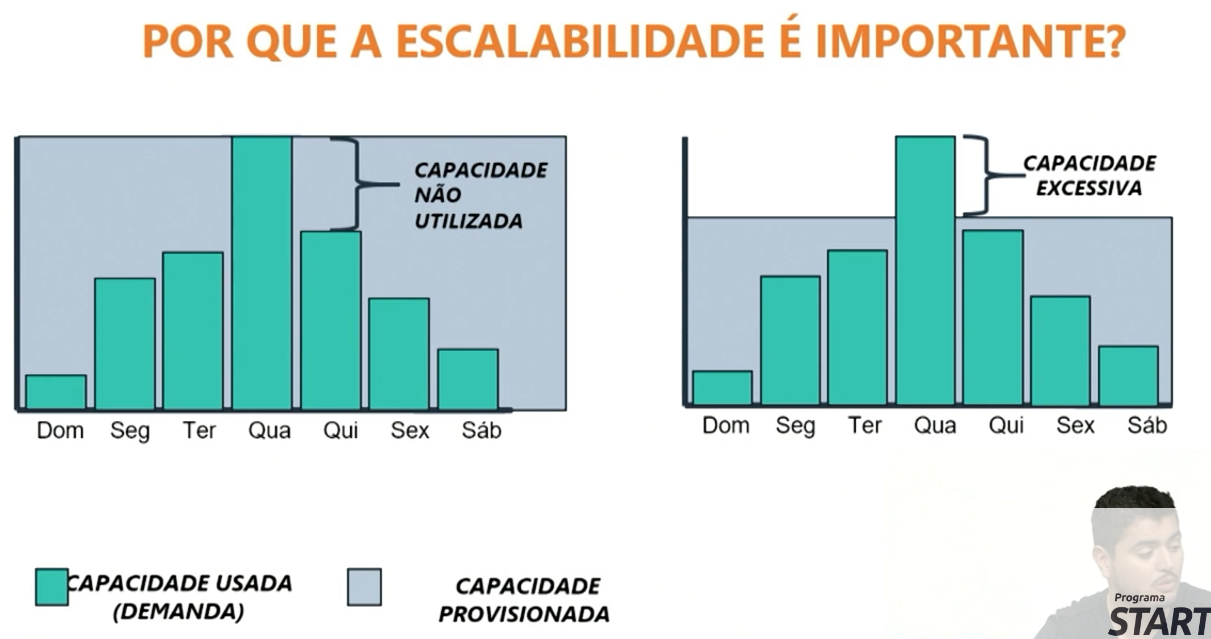 POR QUE A ESCALABILIDADE É IMPORTANTE?
CAPACIDADE
NÃO
UTILIZADA
Dom Seg Ter Qua Qui Sex Sáb
CAPACIDADE
EXCESSIVA
Dom Seg Ter Qua Qui Sex Sáb
CAPACIDADE USADA
(DEMANDA)
CAPACIDADE
PROVISIONADA
Programa
START